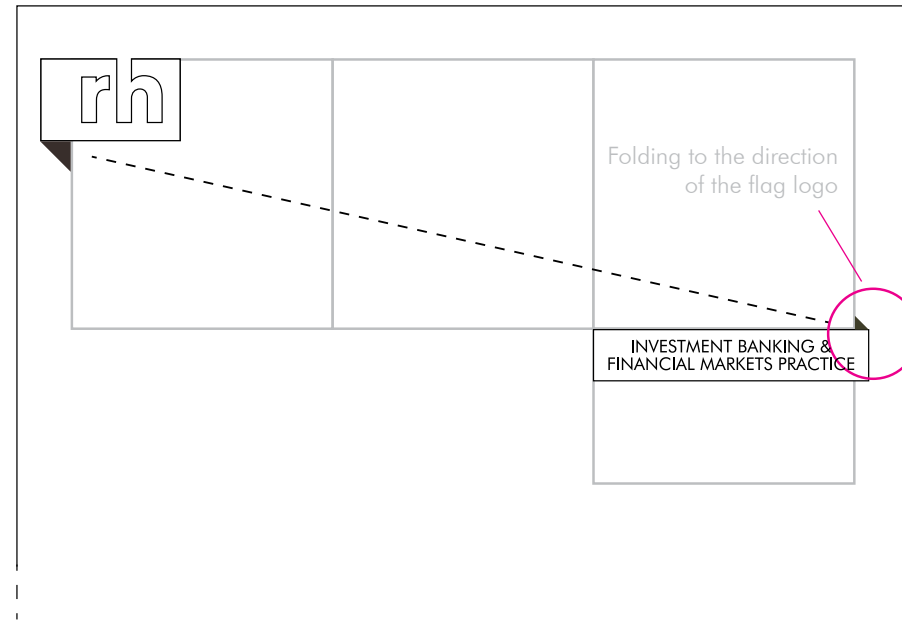 rh
Folding to the direction
of the flag logo
INVESTMENT BANKING &
FINANCIAL MARKETS PRACTICE